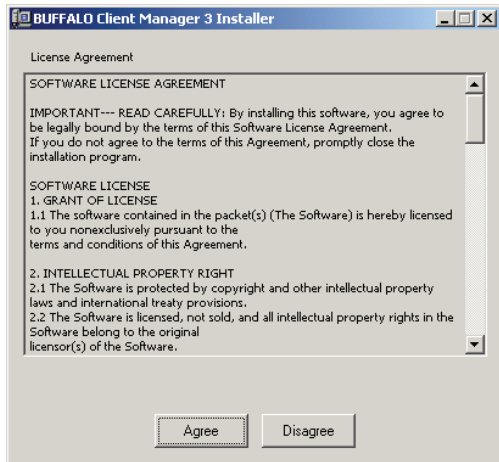 BUFFALO Client Manager 3 Installer
License Agreement
SOFTWARE LICENSE AGREEMENT
IMPORTANT--- READ CAREFULLY: By installing this software, you agree to
be legally bound by the terms of this Software License Agreement.
If you do not agree to the terms of this Agreement, promptly close the
installation program.
SOFTWARE LICENSE
1. GRANT OF LICENSE
1.1 The software contained in the packet(s) (The Software) is hereby licensed
to you nonexclusively pursuant to the
terms and conditions of this Agreement.
2. INTELLECTUAL PROPERTY RIGHT
2.1 The Software is protected by copyright and other intellectual property
laws and international treaty provisions.
2.2 The Software is licensed, not sold, and all intellectual property rights in the
Software belong to the original
licensor(s) of the Software.
Agree
Disagree